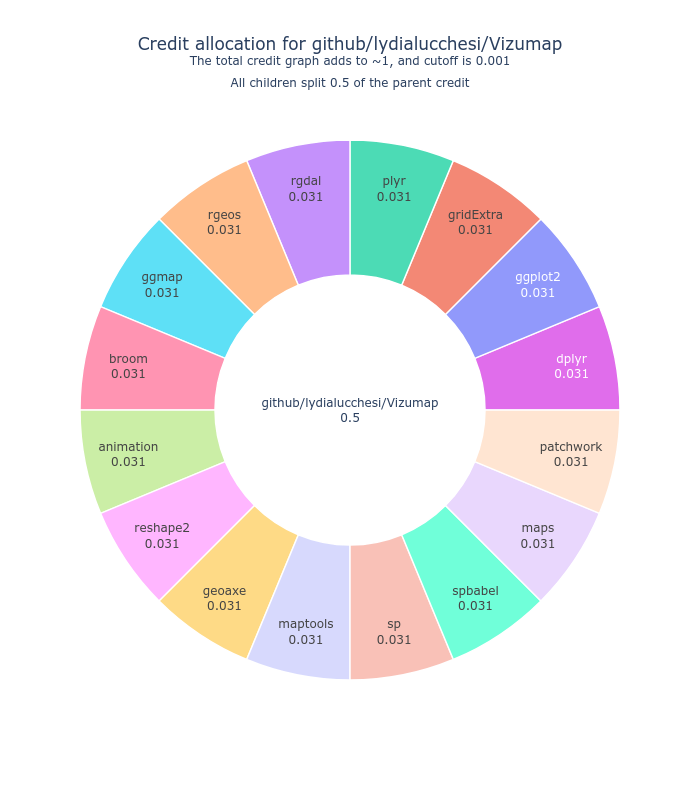 Credit allocation for github/lydialucchesi/Vizumap
The total credit graph adds to ~1, and cutoff is 0.001
All children split 0.5 of the parent credit
rgdal
0.031
plyr
0.031
rgeos
0.031
gridExtra
0.031
ggmap
0.031
ggplot2
0.031
broom
0.031
dplyr
0.031
github/lydialucchesi/Vizumap
0.5
animation
0.031
patchwork
0.031
reshape2
0.031
maps
0.031
geoaxe
0.031
spbabel
0.031
maptools
0.031
sp
0.031